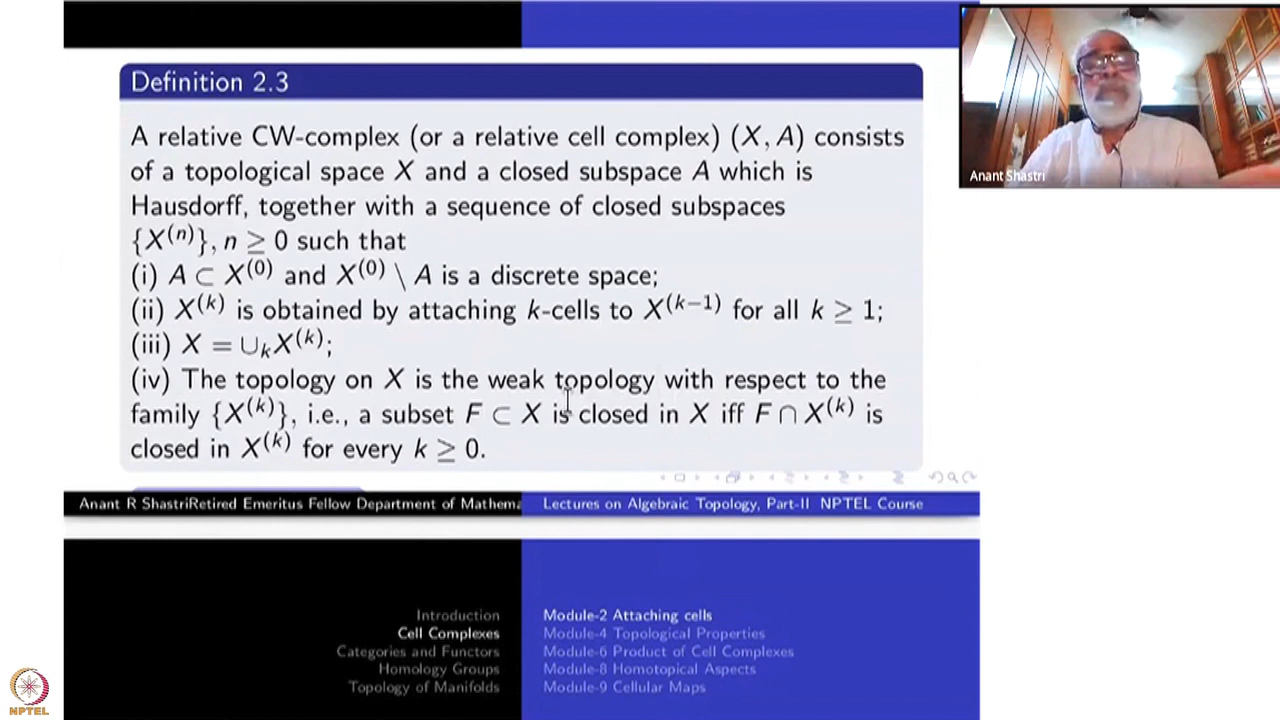 Definition 2.3
A relative CW-complex (or a relative cell complex) (X, A) consists
of a topological space X and a closed subspace A which is
Hausdorff, together with a sequence of closed subspaces
{X^(n)}, n ≥ 0 such that
(i) A ⊂ X^(0) and X^(0) \ A is a discrete space;
(ii) X^(k) is obtained by attaching k-cells to X^(k−1) for all k ≥ 1;
(iii) X = ∪_k X^(k);
(iv) The topology on X is the weak topology with respect to the
family {X^(k)}, i.e., a subset F ⊂ X is closed in X iff F ∩ X^(k) is
closed in X^(k) for every k ≥ 0.
Anant Shastri
Anant R ShastriRetired Emeritus Fellow Department of Mathema
Lectures on Algebraic Topology, Part-II NPTEL Course
Introduction
Cell Complexes
Categories and Functors
Homology Groups
Topology of Manifolds
Module-2 Attaching cells
Module-4 Topological Properties
Module-6 Product of Cell Complexes
Module-8 Homotopical Aspects
Module-9 Cellular Maps
NPTEL